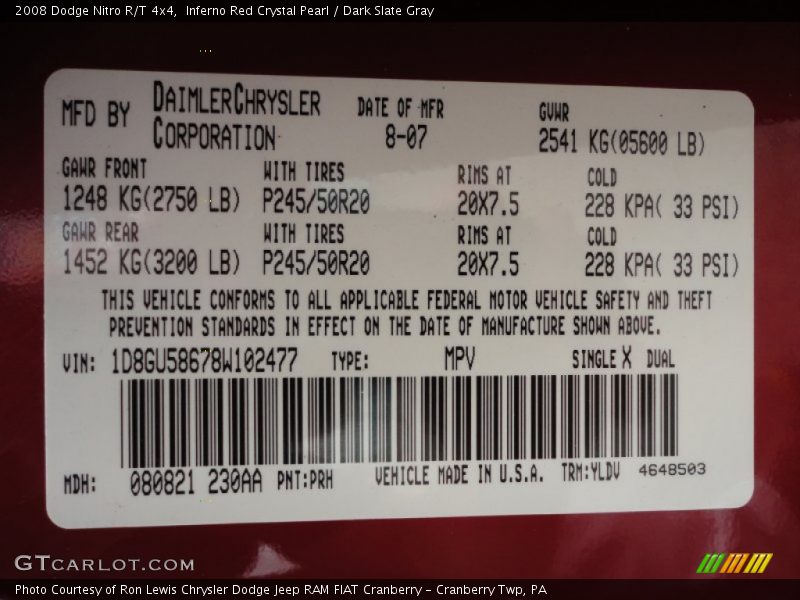 2008 Dodge Nitro R/T 4x4,  Inferno Red Crystal Pearl / Dark Slate Gray
MFD BY DAIMLERCHRYSLER CORPORATION DATE OF MFR 8-07 GVWR 2541 KG(05600 LB)
GAWR FRONT WITH TIRES RIMS AT COLD
1248 KG(2750 LB) P245/50R20 20X7.5 228 KPA( 33 PSI)
GAWR REAR WITH TIRES RIMS AT COLD
1452 KG(3200 LB) P245/50R20 20X7.5 228 KPA( 33 PSI)
THIS VEHICLE CONFORMS TO ALL APPLICABLE FEDERAL MOTOR VEHICLE SAFETY AND THEFT
PREVENTION STANDARDS IN EFFECT ON THE DATE OF MANUFACTURE SHOWN ABOVE.
VIN: 1D8GU58678W102477 TYPE: MPV SINGLE X DUAL
MDH: 080821 230AA PNT:PRH VEHICLE MADE IN U.S.A. TRM:YLDV 4648503
GTCARLOT.COM
Photo Courtesy of Ron Lewis Chrysler Dodge Jeep RAM FIAT Cranberry – Cranberry Twp, PA